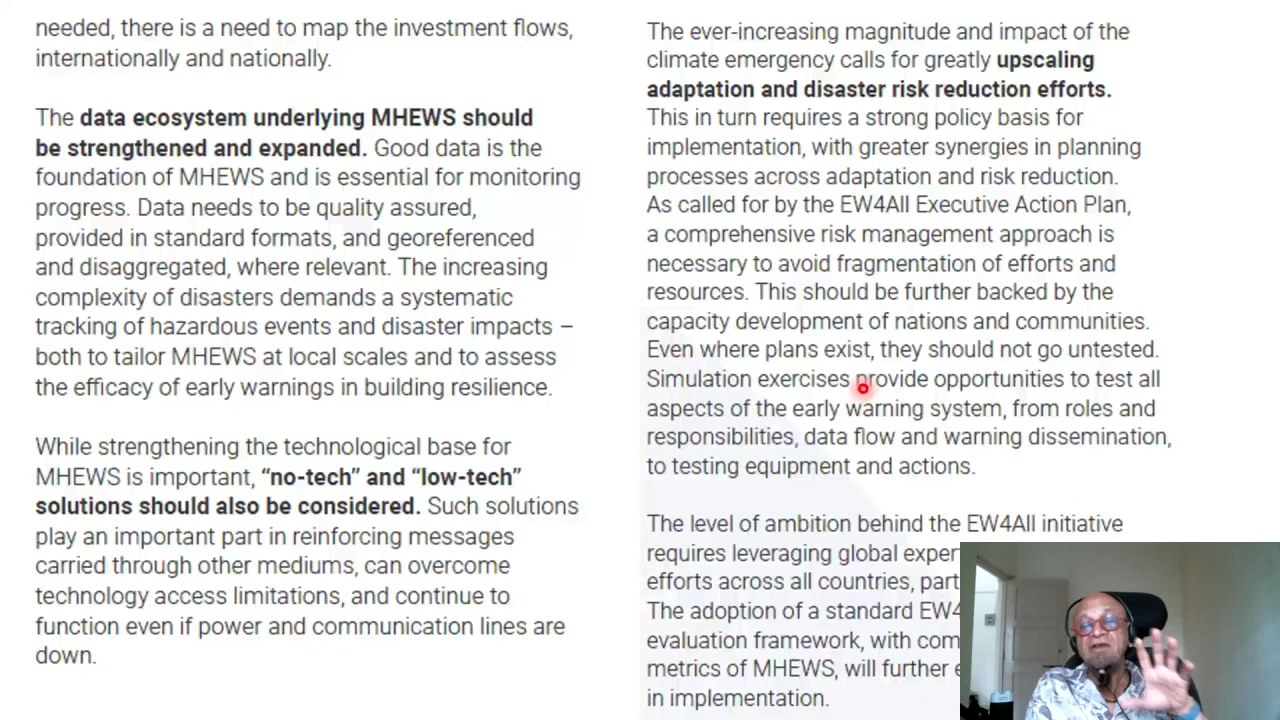 needed, there is a need to map the investment flows,
internationally and nationally.
The data ecosystem underlying MHEWS should
be strengthened and expanded. Good data is the
foundation of MHEWS and is essential for monitoring
progress. Data needs to be quality assured,
provided in standard formats, and georeferenced
and disaggregated, where relevant. The increasing
complexity of disasters demands a systematic
tracking of hazardous events and disaster impacts –
both to tailor MHEWS at local scales and to assess
the efficacy of early warnings in building resilience.
While strengthening the technological base for
MHEWS is important, “no-tech” and “low-tech”
solutions should also be considered. Such solutions
play an important part in reinforcing messages
carried through other mediums, can overcome
technology access limitations, and continue to
function even if power and communication lines are
down.
The ever-increasing magnitude and impact of the
climate emergency calls for greatly upscaling
adaptation and disaster risk reduction efforts.
This in turn requires a strong policy basis for
implementation, with greater synergies in planning
processes across adaptation and risk reduction.
As called for by the EW4All Executive Action Plan,
a comprehensive risk management approach is
necessary to avoid fragmentation of efforts and
resources. This should be further backed by the
capacity development of nations and communities.
Even where plans exist, they should not go untested.
Simulation exercises provide opportunities to test all
aspects of the early warning system, from roles and
responsibilities, data flow and warning dissemination,
to testing equipment and actions.
The level of ambition behind the EW4All initiative
requires leveraging global
efforts across all countries,
The adoption of a standard
evaluation framework, with
metrics of MHEWS, will further
in implementation.